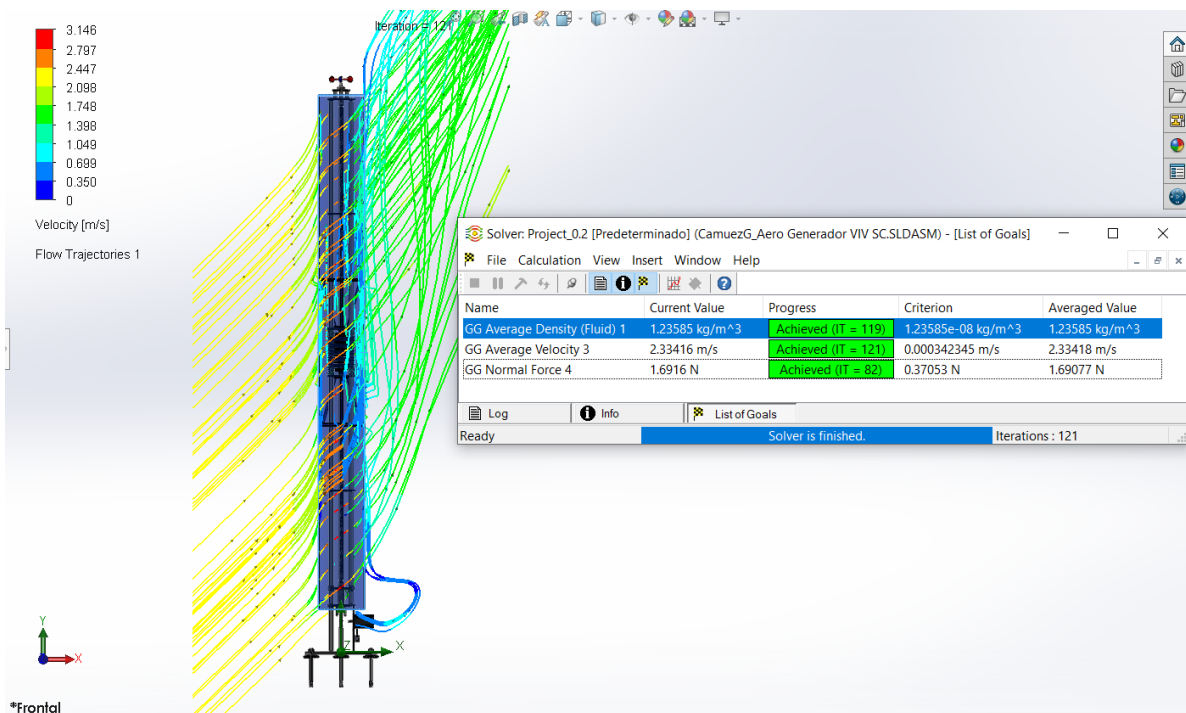 Iteration = 121
3.146
2.797
2.447
2.098
1.748
1.398
1.049
0.699
0.350
0
Velocity [m/s]
Flow Trajectories 1
Solver: Project_0.2 [Predeterminado] (CamuezG_Aero Generador VIV SC.SLDASM) - [List of Goals]
File Calculation View Insert Window Help
Name Current Value Progress Criterion Averaged Value
GG Average Density (Fluid) 1 1.23585 kg/m^3 Achieved (IT = 119) 1.23585e-08 kg/m^3 1.23585 kg/m^3
GG Average Velocity 3 2.33416 m/s Achieved (IT = 121) 0.000342345 m/s 2.33418 m/s
GG Normal Force 4 1.6916 N Achieved (IT = 82) 0.37053 N 1.69077 N
Log Info List of Goals
Ready Solver is finished. Iterations : 121
Y
X
Z
X
*Frontal